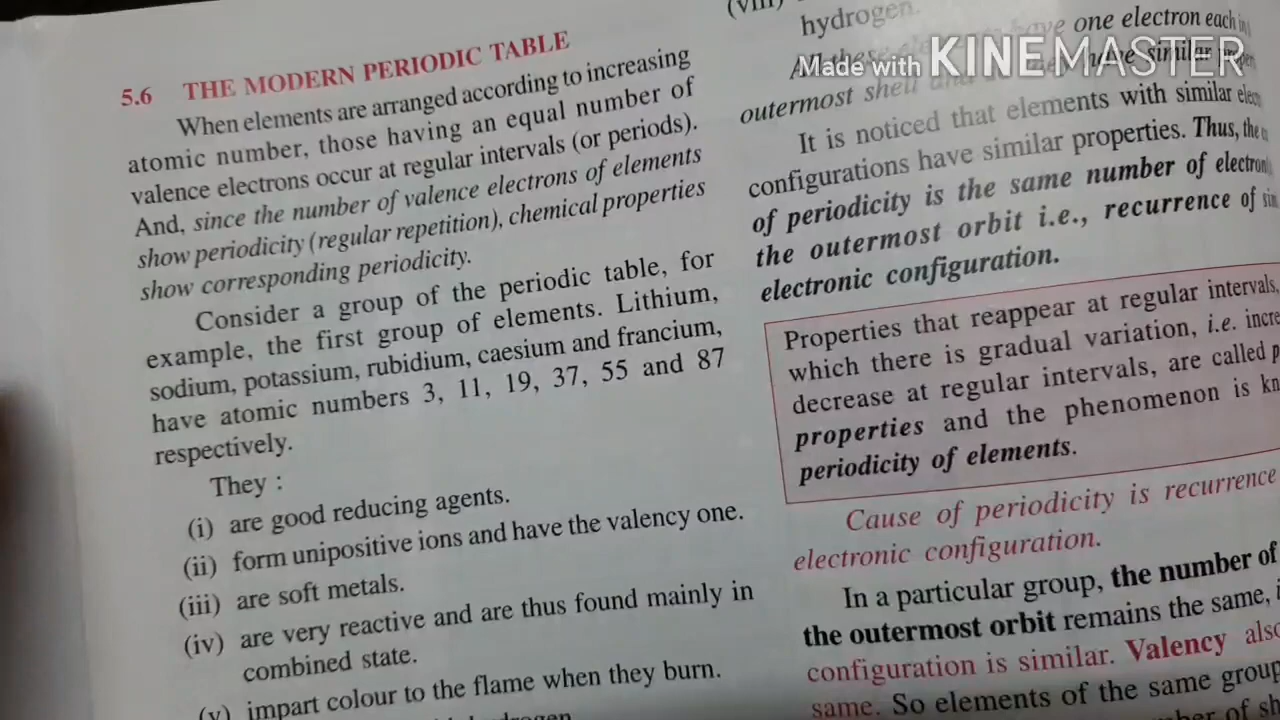 5.6 THE MODERN PERIODIC TABLE
When elements are arranged according to increasing
atomic number, those having an equal number of
valence electrons occur at regular intervals (or periods).
And, since the number of valence electrons of elements
show periodicity (regular repetition), chemical properties
show corresponding periodicity.
Consider a group of the periodic table, for
example, the first group of elements. Lithium,
sodium, potassium, rubidium, caesium and francium,
have atomic numbers 3, 11, 19, 37, 55 and 87
respectively.
They :
(i) are good reducing agents.
(ii) form unipositive ions and have the valency one.
(iii) are soft metals.
(iv) are very reactive and are thus found mainly in
combined state.
(v) impart colour to the flame when they burn.
(viii)
hydrogen.
All these have one electron each in
outermost shell and similar
Made with KINEMASTER
It is noticed that elements with similar
configurations have similar properties. Thus, the
of periodicity is the same number of
the outermost orbit i.e., recurrence of
electronic configuration.
Properties that reappear at regular intervals,
which there is gradual variation, i.e.
decrease at regular intervals, are called
properties and the phenomenon is
periodicity of elements.
Cause of periodicity is recurrence
electronic configuration.
In a particular group, the number of
the outermost orbit remains the same,
configuration is similar. Valency
same. So elements of the same group